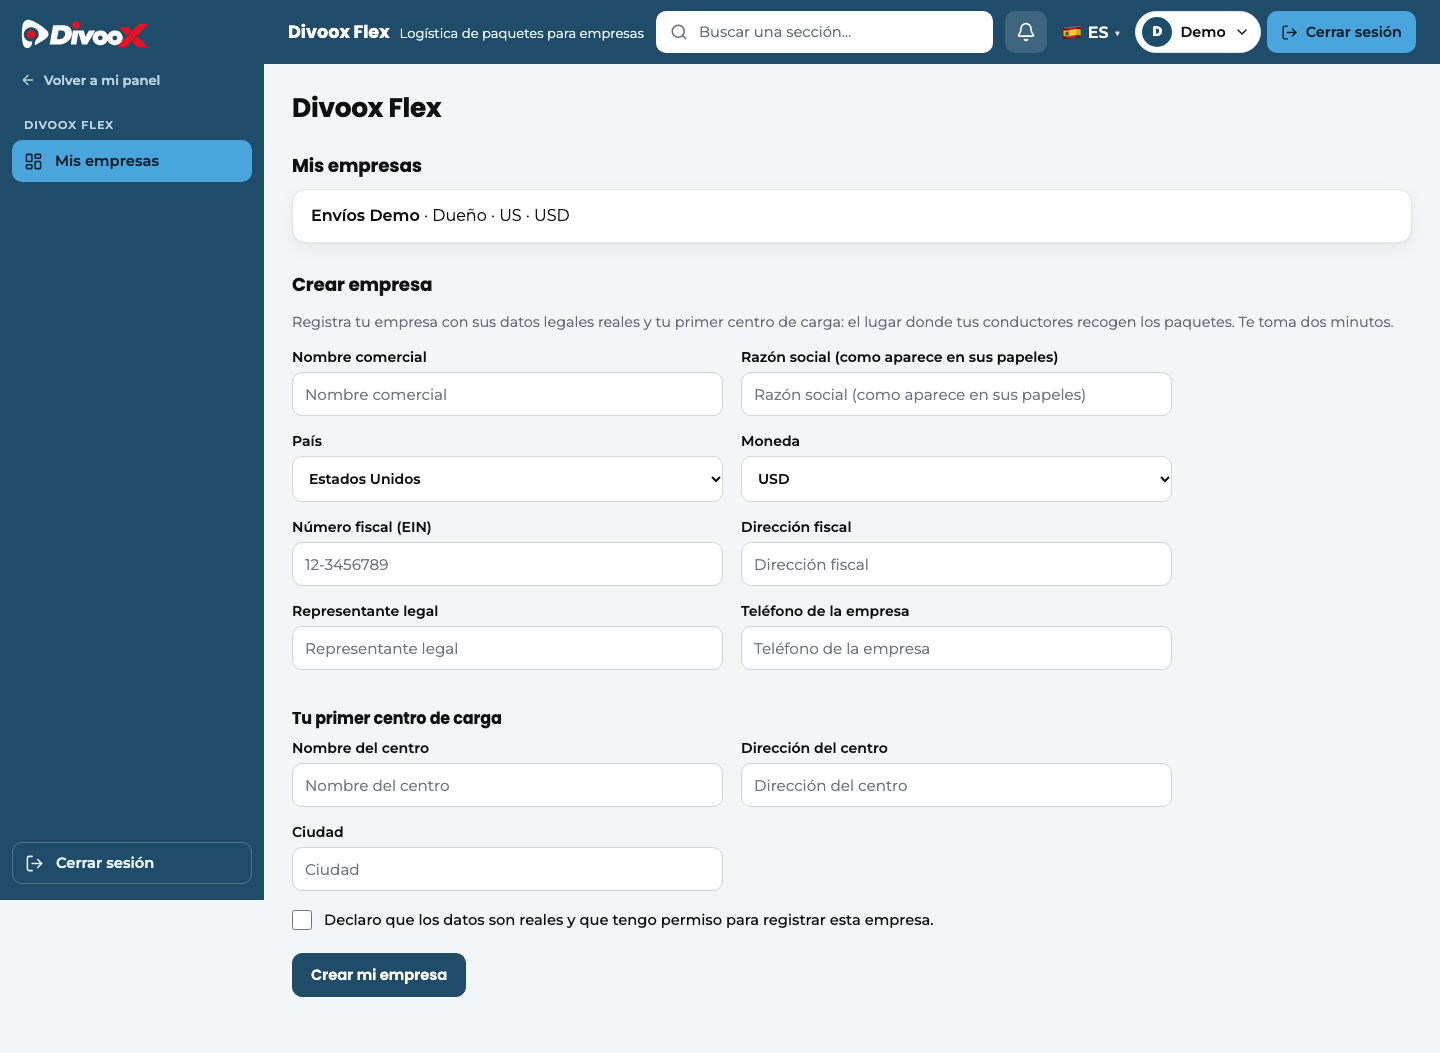 DivooX
Divoox Flex Logística de paquetes para empresas
Buscar una sección...
ES
D Demo
Cerrar sesión
Volver a mi panel
DIVOOX FLEX
Mis empresas
Cerrar sesión
Divoox Flex
Mis empresas
Envíos Demo · Dueño · US · USD
Crear empresa
Registra tu empresa con sus datos legales reales y tu primer centro de carga: el lugar donde tus conductores recogen los paquetes. Te toma dos minutos.
Nombre comercial
Nombre comercial
Razón social (como aparece en sus papeles)
Razón social (como aparece en sus papeles)
País
Estados Unidos
Moneda
USD
Número fiscal (EIN)
12-3456789
Dirección fiscal
Dirección fiscal
Representante legal
Representante legal
Teléfono de la empresa
Teléfono de la empresa
Tu primer centro de carga
Nombre del centro
Nombre del centro
Dirección del centro
Dirección del centro
Ciudad
Ciudad
Declaro que los datos son reales y que tengo permiso para registrar esta empresa.
Crear mi empresa